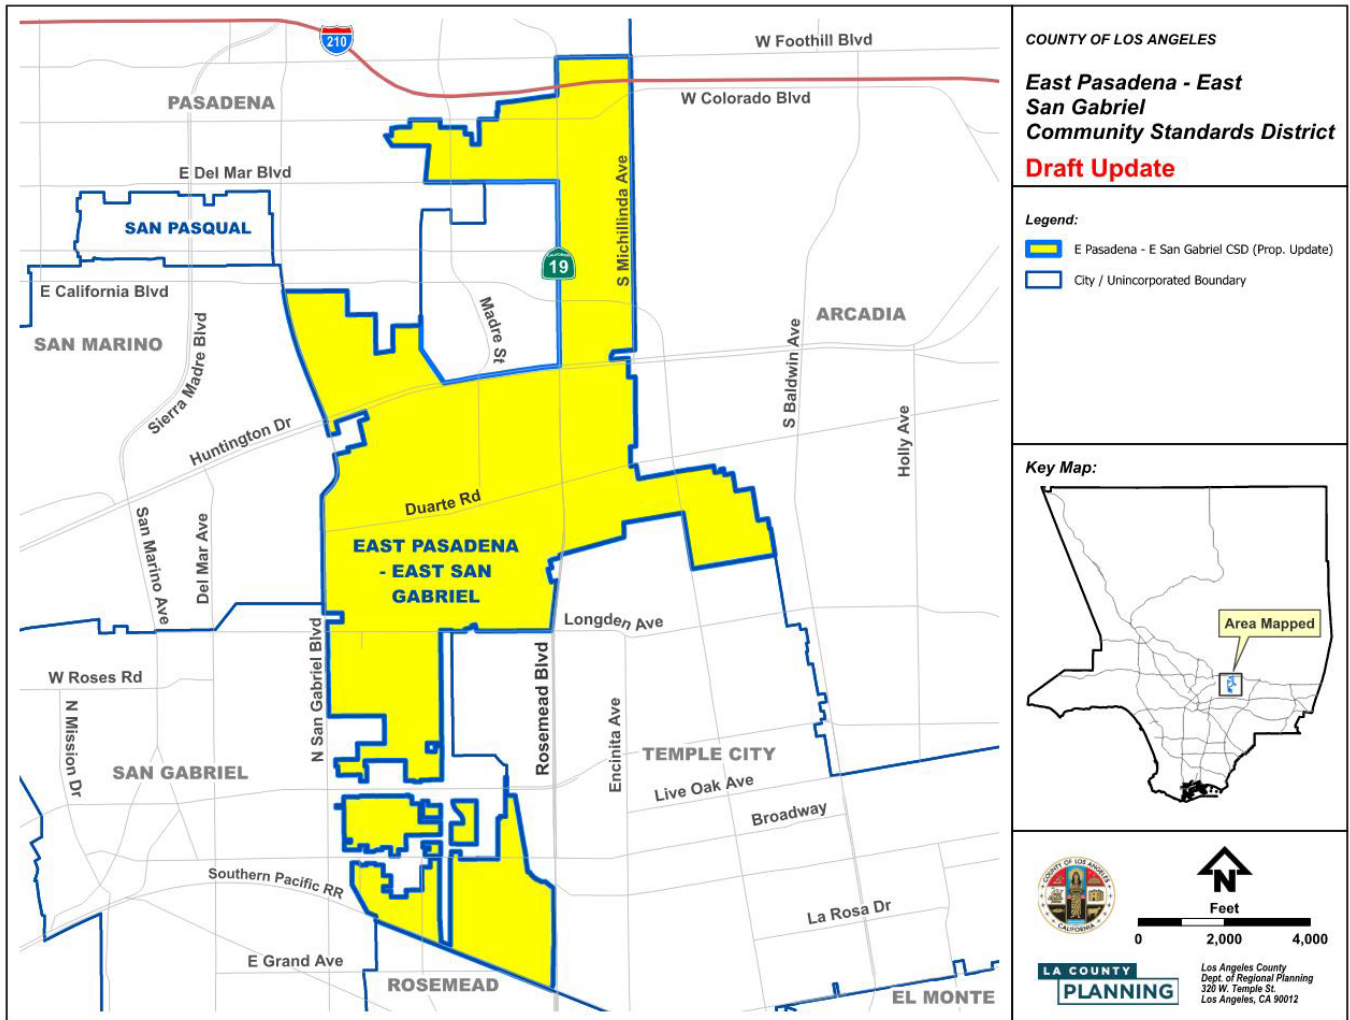 COUNTY OF LOS ANGELES
East Pasadena - East
San Gabriel
Community Standards District
Draft Update
Legend:
E Pasadena - E San Gabriel CSD (Prop. Update)
City / Unincorporated Boundary
Key Map:
Area Mapped
COUNTY OF LOS ANGELES
CALIFORNIA
N
Feet
0 2,000 4,000
LA COUNTY
PLANNING
Los Angeles County
Dept. of Regional Planning
320 W. Temple St.
Los Angeles, CA 90012
210
W Foothill Blvd
PASADENA
W Colorado Blvd
E Del Mar Blvd
SAN PASQUAL
S Michillinda Ave
19
E California Blvd
SAN MARINO
Sierra Madre Blvd
Madre St
ARCADIA
S Baldwin Ave
Holly Ave
Huntington Dr
Duarte Rd
San Marino Ave
Del Mar Ave
EAST PASADENA
- EAST SAN
GABRIEL
Longden Ave
N San Gabriel Blvd
Rosemead Blvd
W Roses Rd
N Mission Dr
Encinita Ave
SAN GABRIEL
TEMPLE CITY
Live Oak Ave
Broadway
Southern Pacific RR
La Rosa Dr
E Grand Ave
ROSEMEAD
EL MONTE